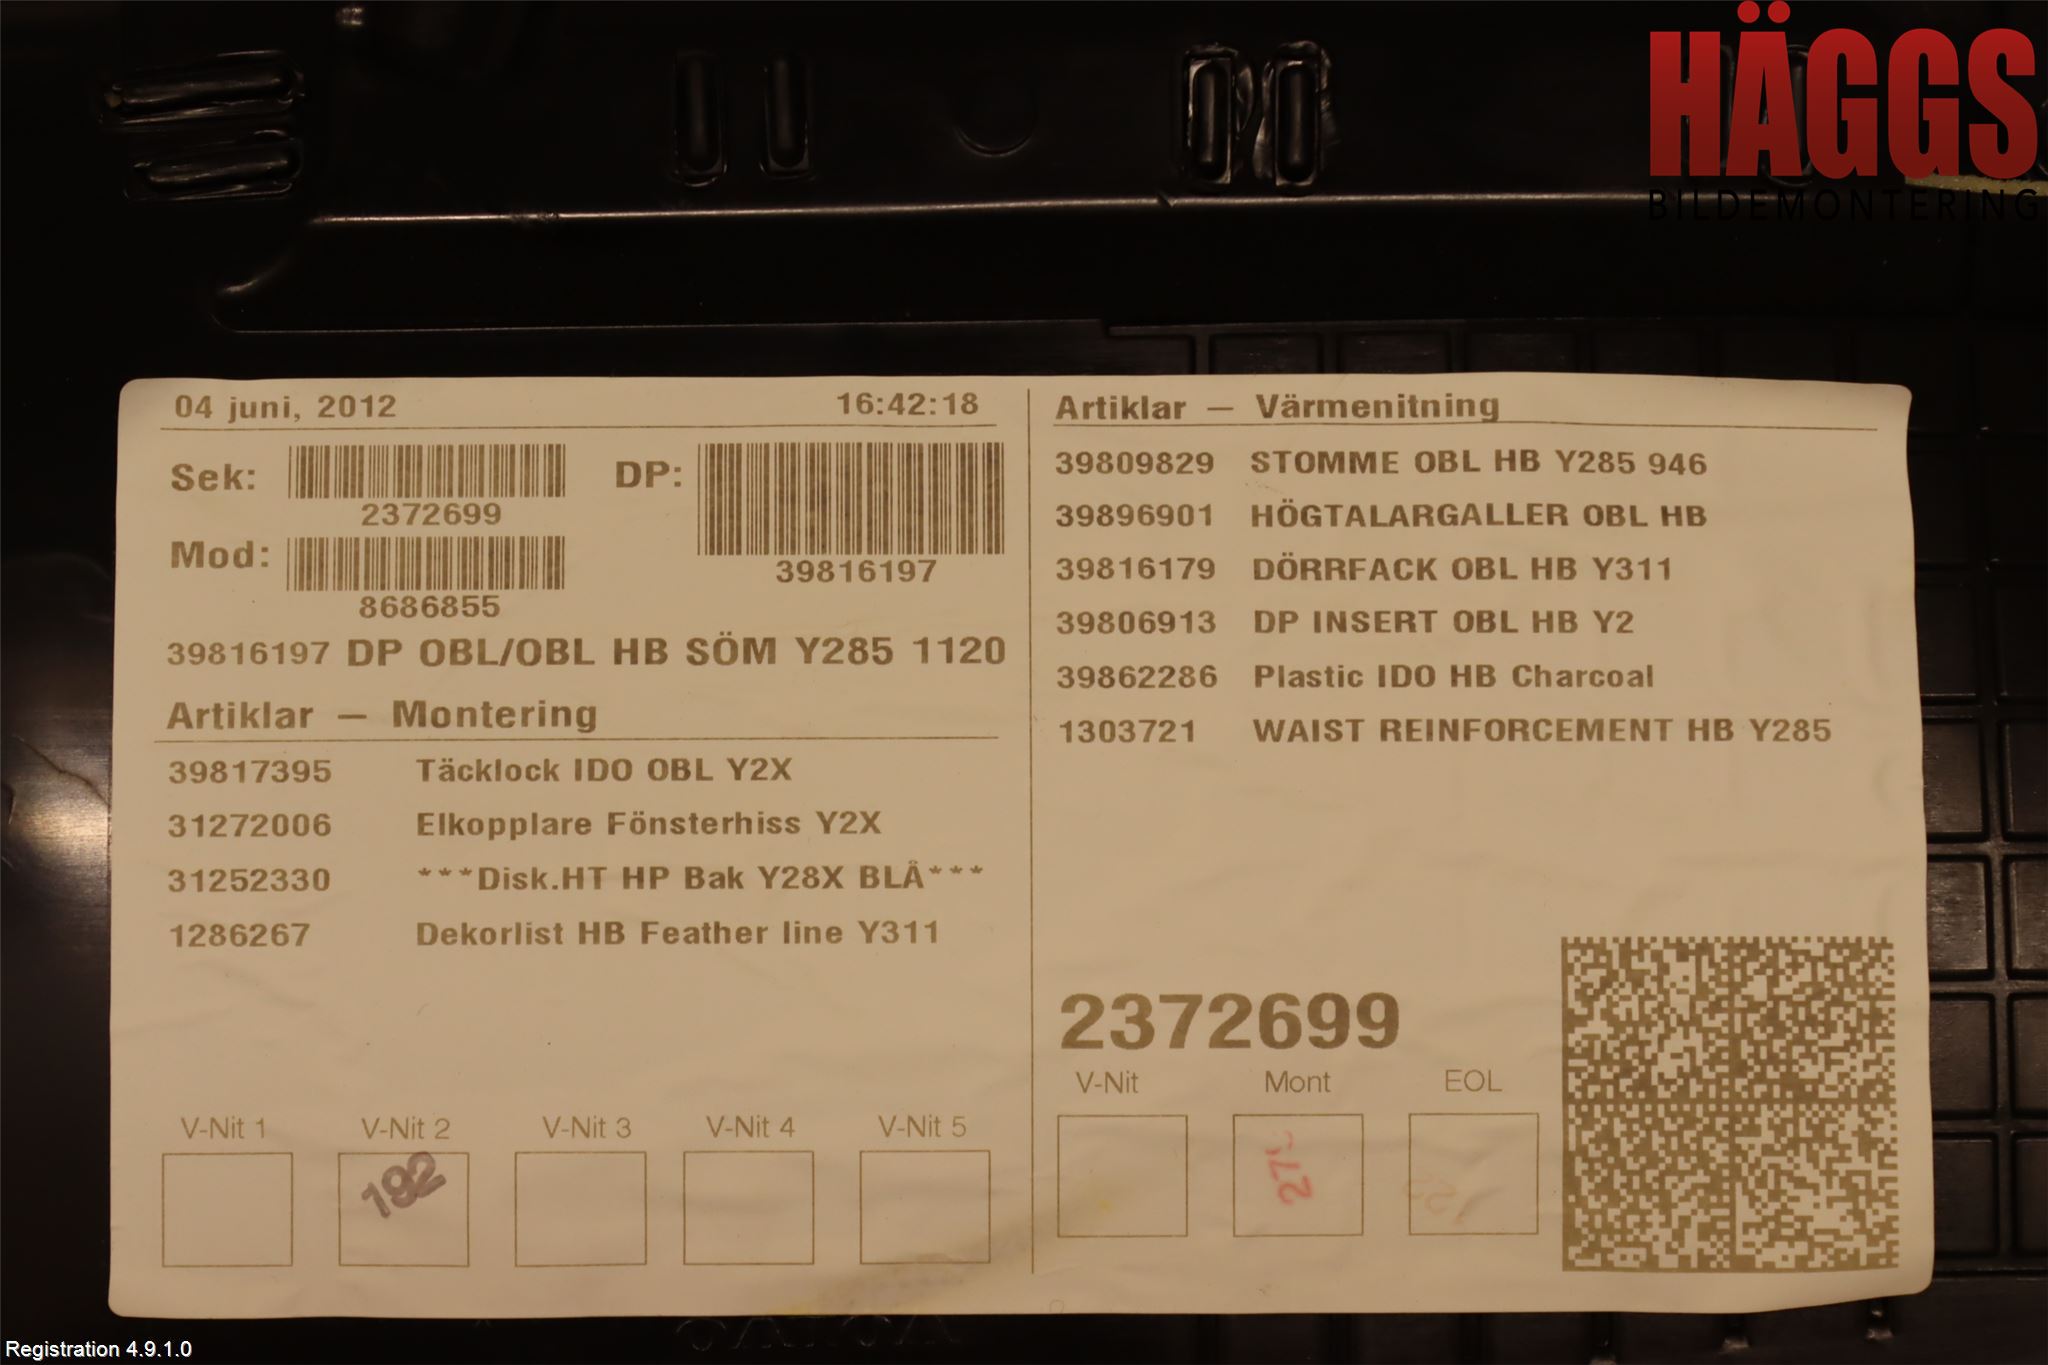 HÄGGS
BILDEMONTERING
04 juni, 2012 16:42:18
Sek:
2372699
DP:
39816197
Mod:
8686855
39816197 DP OBL/OBL HB SÖM Y285 1120
Artiklar – Montering
39817395 Täcklock IDO OBL Y2X
31272006 Elkopplare Fönsterhiss Y2X
31252330 ***Disk.HT HP Bak Y28X BLÅ***
1286267 Dekorlist HB Feather line Y311
V-Nit 1 V-Nit 2 V-Nit 3 V-Nit 4 V-Nit 5
192
Artiklar – Värmenitning
39809829 STOMME OBL HB Y285 946
39896901 HÖGTALARGALLER OBL HB
39816179 DÖRRFACK OBL HB Y311
39806913 DP INSERT OBL HB Y2
39862286 Plastic IDO HB Charcoal
1303721 WAIST REINFORCEMENT HB Y285
2372699
V-Nit Mont EOL
Registration 4.9.1.0